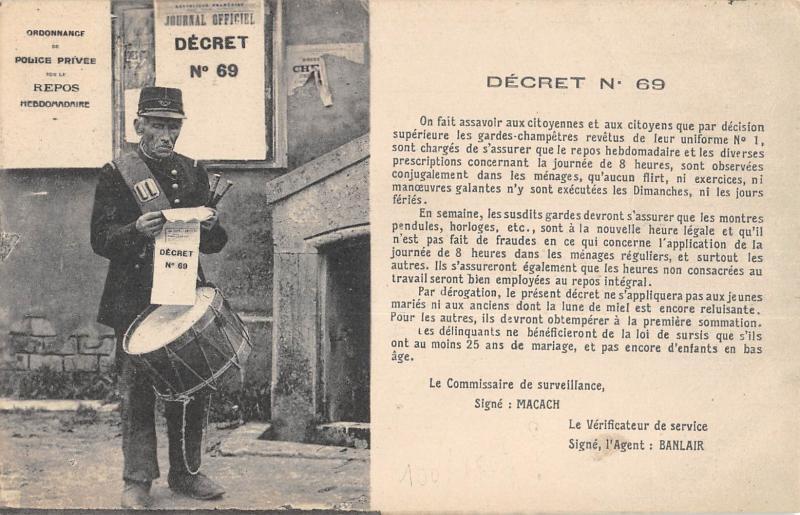 ORDONNANCE
DE
POLICE PRIVÉE
SUR LE
REPOS
HEBDOMADAIRE
RÉPUBLIQUE FRANÇAISE
JOURNAL OFFICIEL
DÉCRET
No 69
DÉCRET
No 69
DÉCRET N· 69
On fait assavoir aux citoyennes et aux citoyens que par décision
supérieure les gardes-champêtres revêtus de leur uniforme No 1,
sont chargés de s'assurer que le repos hebdomadaire et les diverses
prescriptions concernant la journée de 8 heures, sont observées
conjugalement dans les ménages, qu'aucun flirt, ni exercices, ni
manœuvres galantes n'y sont exécutées les Dimanches, ni les jours
fériés.
En semaine, les susdits gardes devront s'assurer que les montres
pendules, horloges, etc., sont à la nouvelle heure légale et qu'il
n'est pas fait de fraudes en ce qui concerne l'application de la
journée de 8 heures dans les ménages réguliers, et surtout les
autres. Ils s'assureront également que les heures non consacrées au
travail seront bien employées au repos intégral.
Par dérogation, le présent décret ne s'appliquera pas aux jeunes
mariés ni aux anciens dont la lune de miel est encore reluisante.
Pour les autres, ils devront obtempérer à la première sommation.
Les délinquants ne bénéficieront de la loi de sursis que s'ils
ont au moins 25 ans de mariage, et pas encore d'enfants en bas
âge.
Le Commissaire de surveillance,
Signé : MACACH
Le Vérificateur de service
Signé, l'Agent : BANLAIR